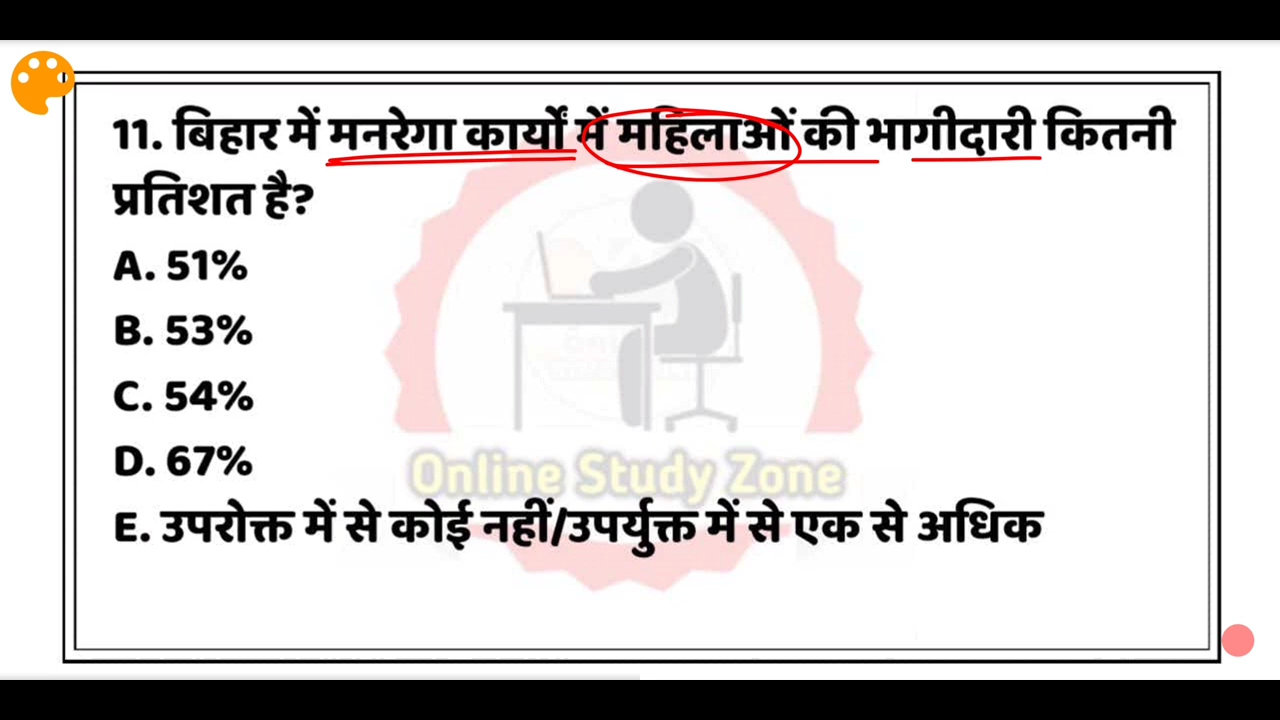 11. बिहार में मनरेगा कार्यों में महिलाओं की भागीदारी कितनी
प्रतिशत है?
A. 51%
B. 53%
C. 54%
D. 67%
Online Study Zone
E. उपरोक्त में से कोई नहीं/उपर्युक्त में से एक से अधिक